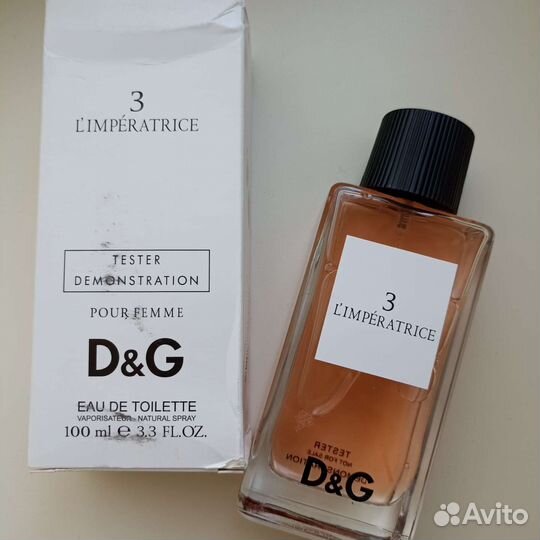 3
L'IMPÉRATRICE
TESTER
DEMONSTRATION
POUR FEMME
D&G
EAU DE TOILETTE
VAPORISATEUR - NATURAL SPRAY
100 ml e 3,3 FL.OZ.
3
L'IMPÉRATRICE
TESTER
NOT FOR SALE
DEMONSTRATION
D&G
Avito